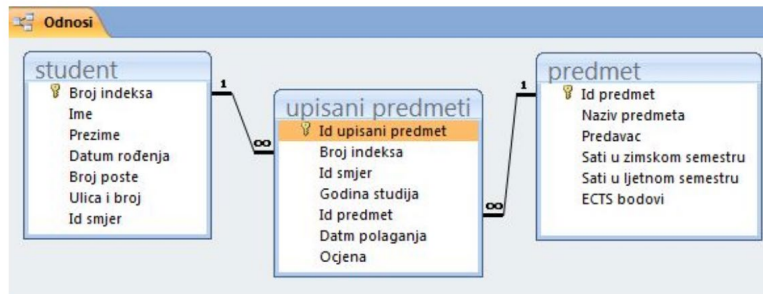 Odnosi
student
Broj indeksa
Ime
Prezime
Datum rođenja
Broj poste
Ulica i broj
Id smjer
1
∞
upisani predmeti
Id upisani predmet
Broj indeksa
Id smjer
Godina studija
Id predmet
Datm polaganja
Ocjena
1
∞
predmet
Id predmet
Naziv predmeta
Predavac
Sati u zimskom semestru
Sati u ljetnom semestru
ECTS bodovi